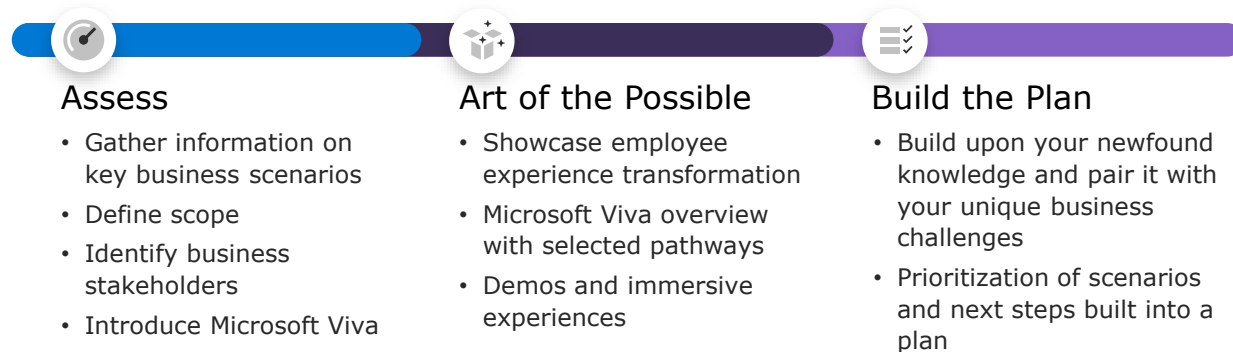 Assess
• Gather information on
key business scenarios
• Define scope
• Identify business
stakeholders
• Introduce Microsoft Viva
Art of the Possible
• Showcase employee
experience transformation
• Microsoft Viva overview
with selected pathways
• Demos and immersive
experiences
Build the Plan
• Build upon your newfound
knowledge and pair it with
your unique business
challenges
• Prioritization of scenarios
and next steps built into a
plan